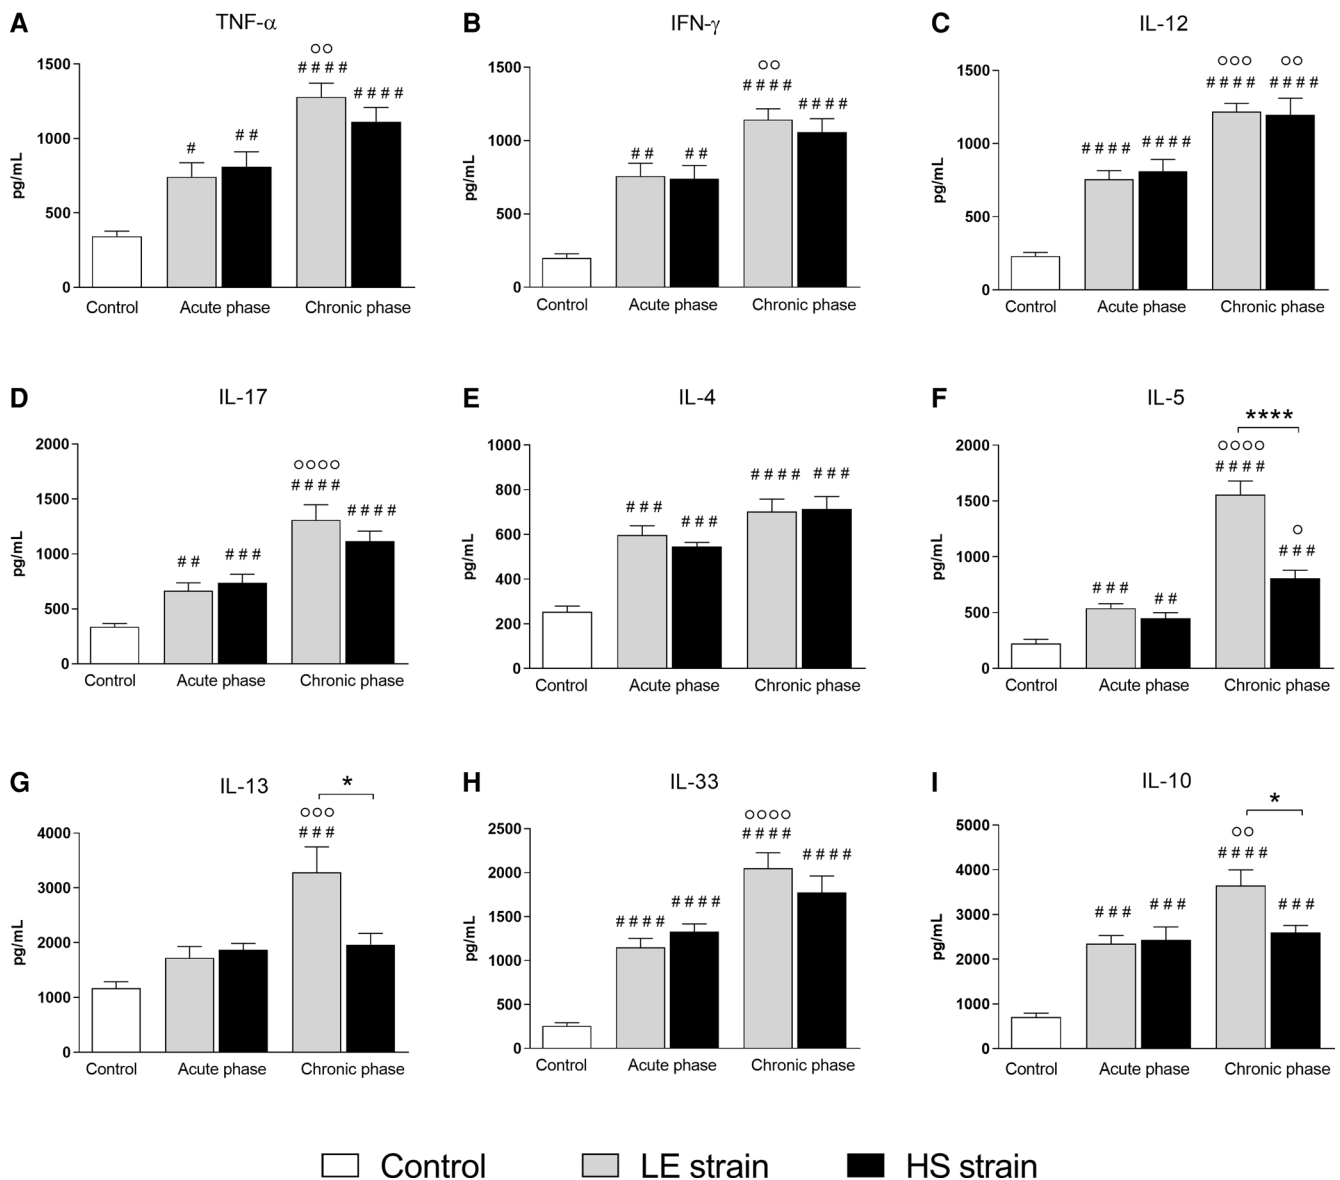 A TNF-α
pg/mL
1500
1000
500
0
#
# #
○○
# # # #
# # # #
Control Acute phase Chronic phase
B IFN-γ
pg/mL
1500
1000
500
0
# #
# #
○○
# # # #
# # # #
Control Acute phase Chronic phase
C IL-12
pg/mL
1500
1000
500
0
# # # #
# # # #
○○○
# # # #
○○
# # # #
Control Acute phase Chronic phase
D IL-17
pg/mL
2000
1500
1000
500
0
# #
# # #
○○○○
# # # #
# # # #
Control Acute phase Chronic phase
E IL-4
pg/mL
1000
800
600
400
200
0
# # #
# # #
# # # #
# # #
Control Acute phase Chronic phase
F IL-5
pg/mL
2000
1500
1000
500
0
# # #
# #
****
○○○○
# # # #
○
# # #
Control Acute phase Chronic phase
G IL-13
pg/mL
4000
3000
2000
1000
0
*
○○○
# # #
Control Acute phase Chronic phase
H IL-33
pg/mL
2500
2000
1500
1000
500
0
# # # #
# # # #
○○○○
# # # #
# # # #
Control Acute phase Chronic phase
I IL-10
pg/mL
5000
4000
3000
2000
1000
0
# # #
# # #
*
○○
# # # #
# # #
Control Acute phase Chronic phase
Control LE strain HS strain